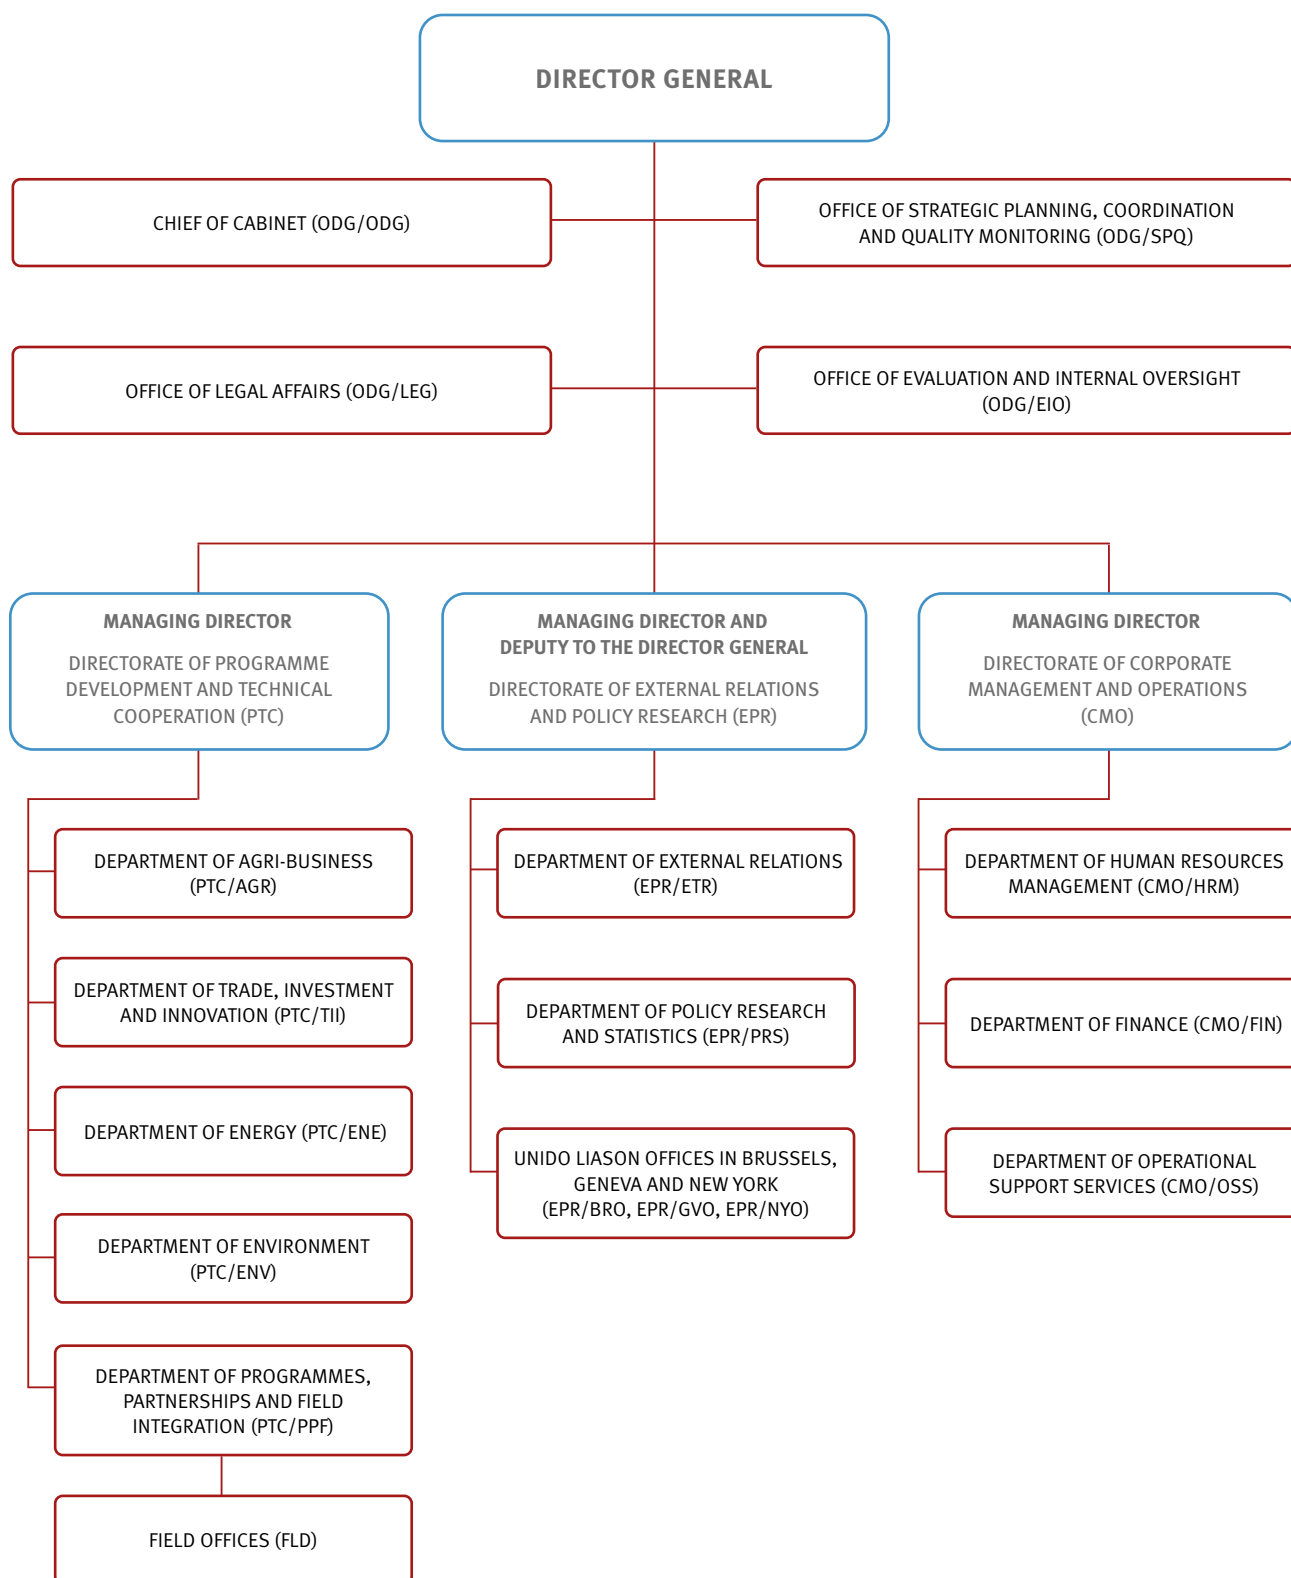 DIRECTOR GENERAL
CHIEF OF CABINET (ODG/ODG)
OFFICE OF STRATEGIC PLANNING, COORDINATION
AND QUALITY MONITORING (ODG/SPQ)
OFFICE OF LEGAL AFFAIRS (ODG/LEG)
OFFICE OF EVALUATION AND INTERNAL OVERSIGHT
(ODG/EIO)
MANAGING DIRECTOR
DIRECTORATE OF PROGRAMME
DEVELOPMENT AND TECHNICAL
COOPERATION (PTC)
MANAGING DIRECTOR AND
DEPUTY TO THE DIRECTOR GENERAL
DIRECTORATE OF EXTERNAL RELATIONS
AND POLICY RESEARCH (EPR)
MANAGING DIRECTOR
DIRECTORATE OF CORPORATE
MANAGEMENT AND OPERATIONS
(CMO)
DEPARTMENT OF AGRI-BUSINESS
(PTC/AGR)
DEPARTMENT OF TRADE, INVESTMENT
AND INNOVATION (PTC/TII)
DEPARTMENT OF ENERGY (PTC/ENE)
DEPARTMENT OF ENVIRONMENT
(PTC/ENV)
DEPARTMENT OF PROGRAMMES,
PARTNERSHIPS AND FIELD
INTEGRATION (PTC/PPF)
FIELD OFFICES (FLD)
DEPARTMENT OF EXTERNAL RELATIONS
(EPR/ETR)
DEPARTMENT OF POLICY RESEARCH
AND STATISTICS (EPR/PRS)
UNIDO LIASON OFFICES IN BRUSSELS,
GENEVA AND NEW YORK
(EPR/BRO, EPR/GVO, EPR/NYO)
DEPARTMENT OF HUMAN RESOURCES
MANAGEMENT (CMO/HRM)
DEPARTMENT OF FINANCE (CMO/FIN)
DEPARTMENT OF OPERATIONAL
SUPPORT SERVICES (CMO/OSS)